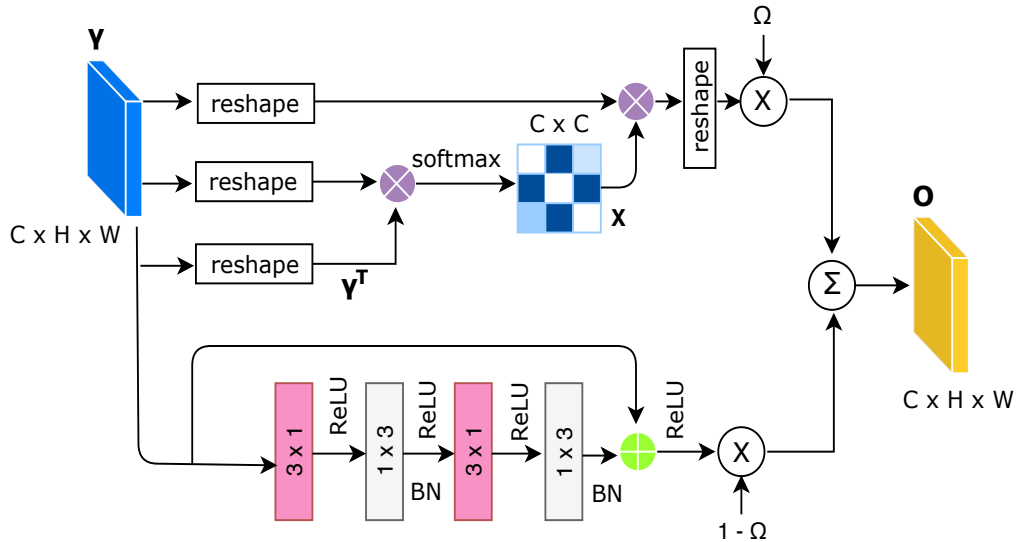 Y
Ω
reshape
reshape
X
C x C
softmax
reshape
X
O
C x H x W
reshape
Yᵀ
Σ
C x H x W
3 x 1
ReLU
1 x 3
ReLU
BN
3 x 1
ReLU
1 x 3
BN
ReLU
X
1 - Ω